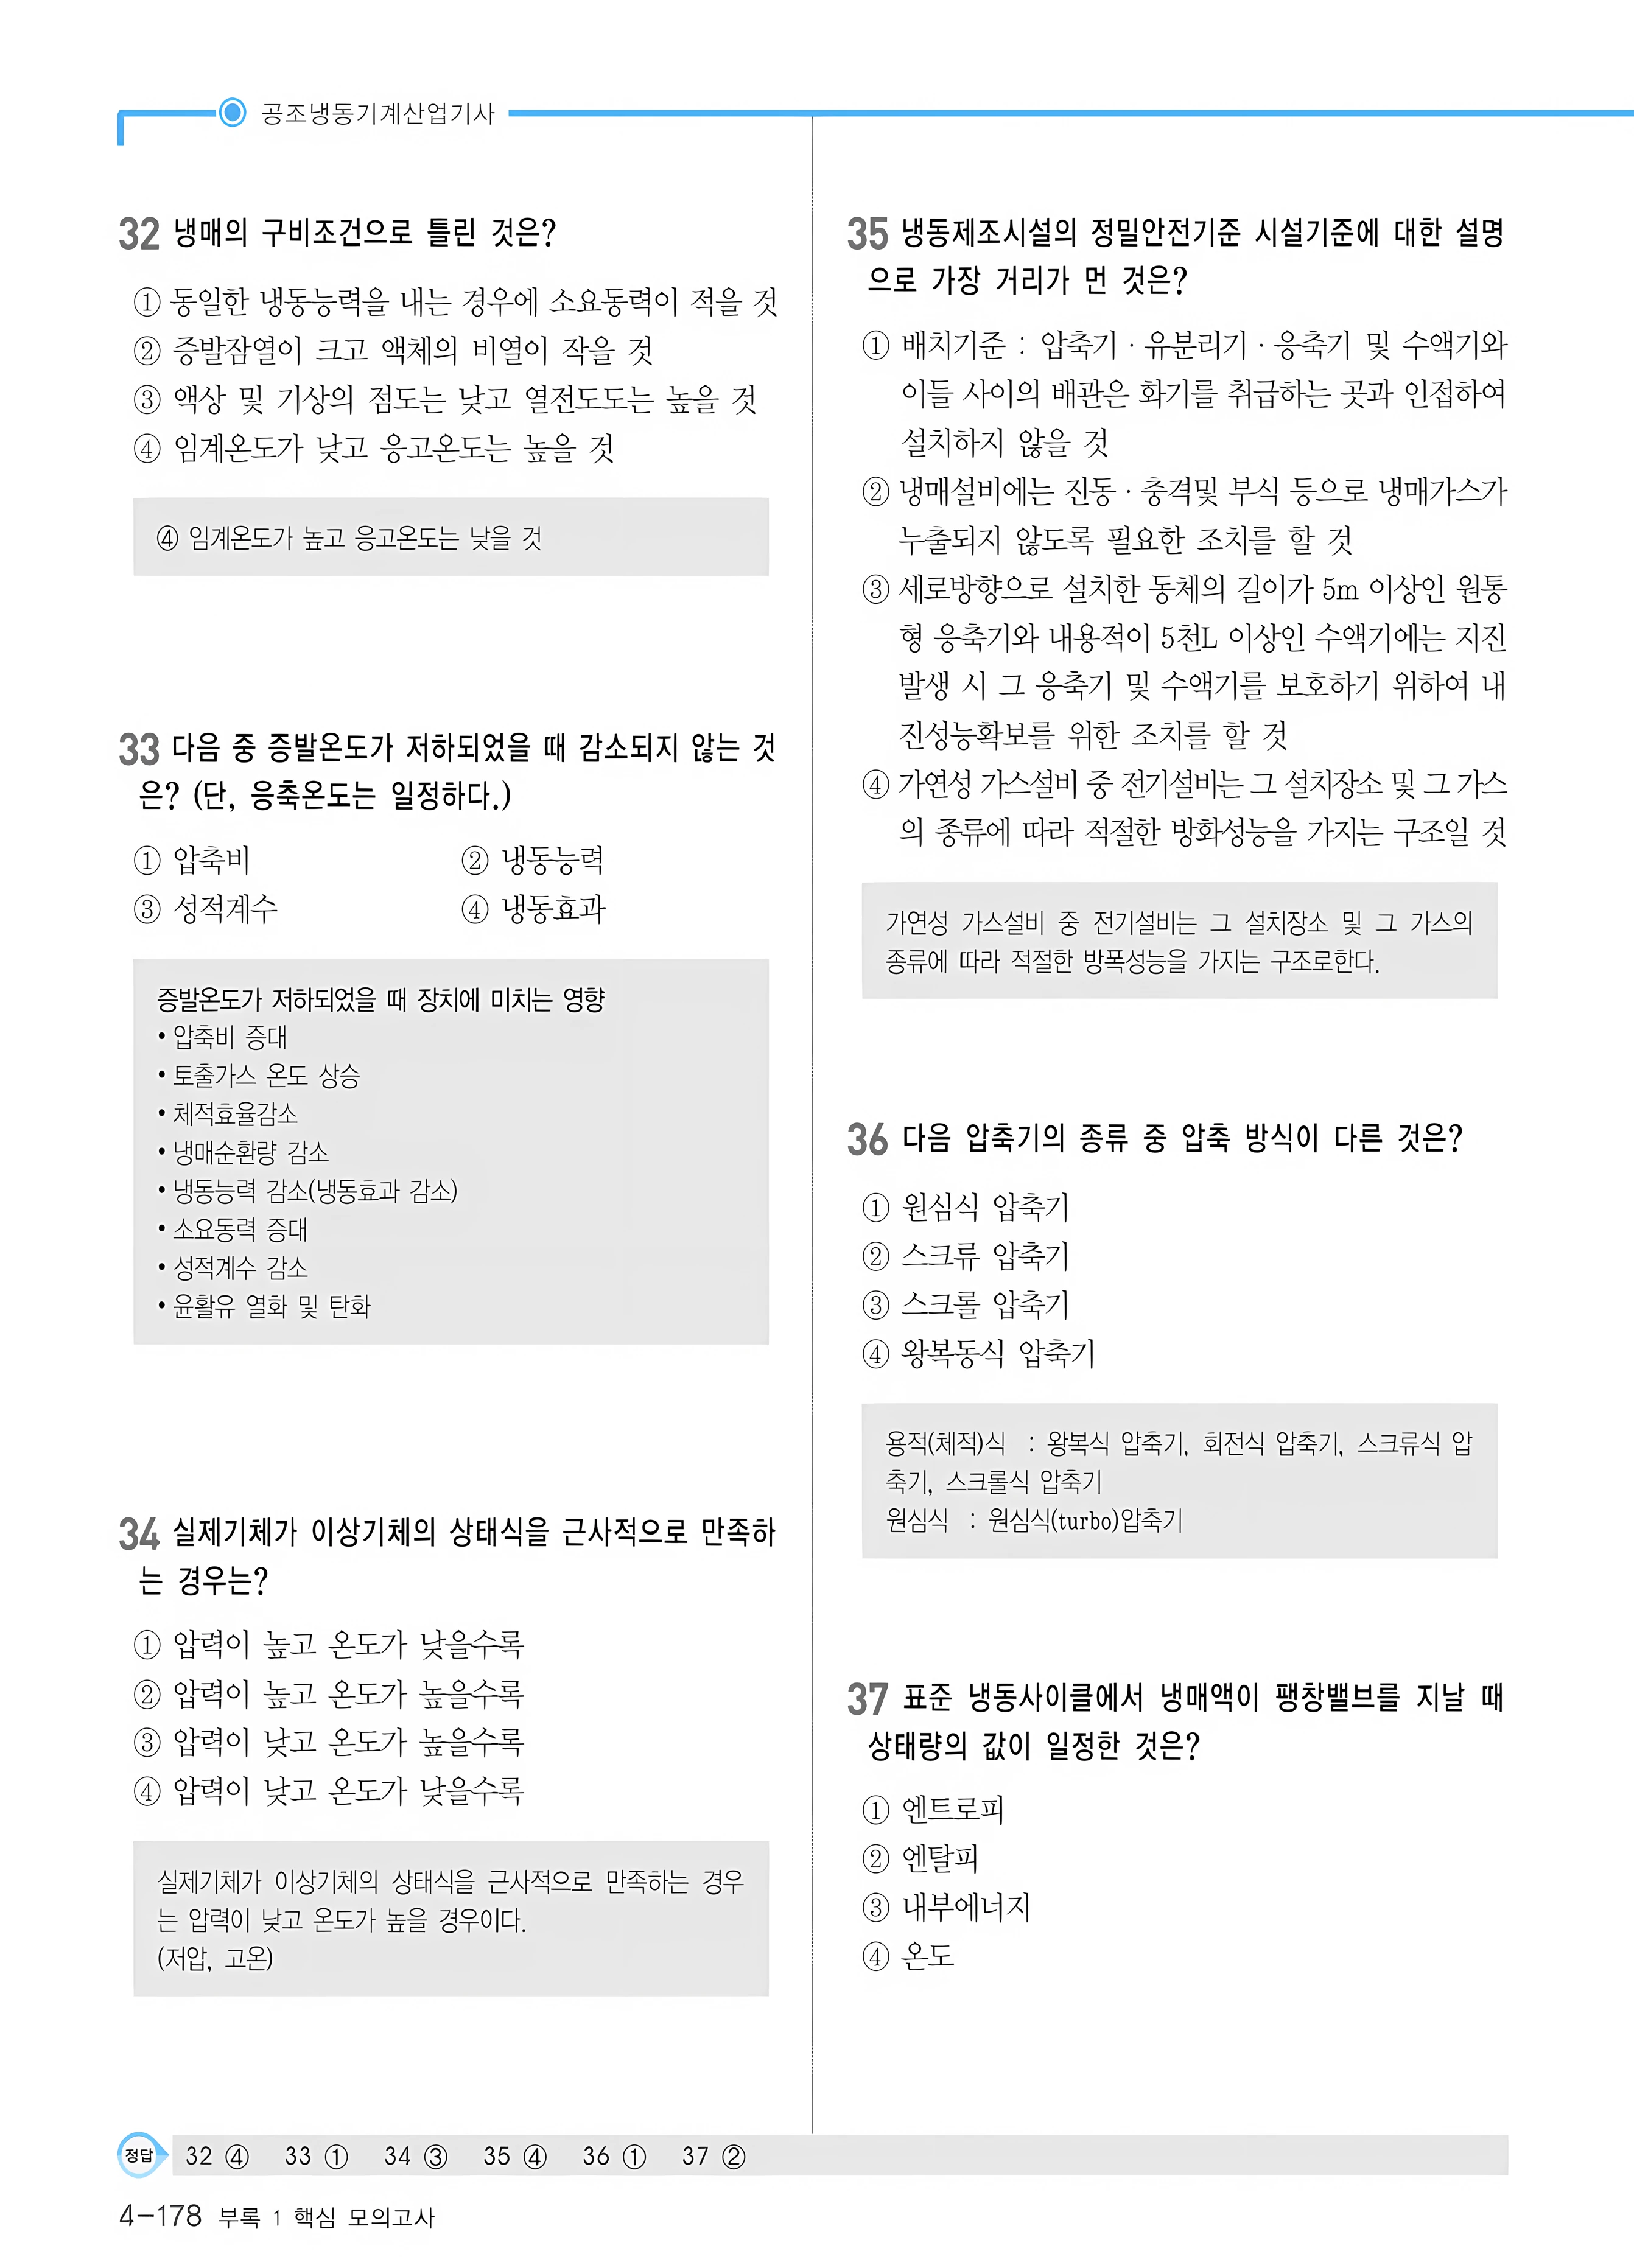 공조냉동기계산업기사
32 냉매의 구비조건으로 틀린 것은?
① 동일한 냉동능력을 내는 경우에 소요동력이 적을 것
② 증발잠열이 크고 액체의 비열이 작을 것
③ 액상 및 기상의 점도는 낮고 열전도도는 높을 것
④ 임계온도가 낮고 응고온도는 높을 것
④ 임계온도가 높고 응고온도는 낮을 것
33 다음 중 증발온도가 저하되었을 때 감소되지 않는 것
은? (단, 응축온도는 일정하다.)
① 압축비 ② 냉동능력
③ 성적계수 ④ 냉동효과
증발온도가 저하되었을 때 장치에 미치는 영향
• 압축비 증대
• 토출가스 온도 상승
• 체적효율감소
• 냉매순환량 감소
• 냉동능력 감소(냉동효과 감소)
• 소요동력 증대
• 성적계수 감소
• 윤활유 열화 및 탄화
34 실제기체가 이상기체의 상태식을 근사적으로 만족하
는 경우는?
① 압력이 높고 온도가 낮을수록
② 압력이 높고 온도가 높을수록
③ 압력이 낮고 온도가 높을수록
④ 압력이 낮고 온도가 낮을수록
실제기체가 이상기체의 상태식을 근사적으로 만족하는 경우
는 압력이 낮고 온도가 높을 경우이다.
(저압, 고온)
35 냉동제조시설의 정밀안전기준 시설기준에 대한 설명
으로 가장 거리가 먼 것은?
① 배치기준 : 압축기·유분리기·응축기 및 수액기와
이들 사이의 배관은 화기를 취급하는 곳과 인접하여
설치하지 않을 것
② 냉매설비에는 진동·충격및 부식 등으로 냉매가스가
누출되지 않도록 필요한 조치를 할 것
③ 세로방향으로 설치한 동체의 길이가 5m 이상인 원통
형 응축기와 내용적이 5천L 이상인 수액기에는 지진
발생 시 그 응축기 및 수액기를 보호하기 위하여 내
진성능확보를 위한 조치를 할 것
④ 가연성 가스설비 중 전기설비는 그 설치장소 및 그 가스
의 종류에 따라 적절한 방화성능을 가지는 구조일 것
가연성 가스설비 중 전기설비는 그 설치장소 및 그 가스의
종류에 따라 적절한 방폭성능을 가지는 구조로한다.
36 다음 압축기의 종류 중 압축 방식이 다른 것은?
① 원심식 압축기
② 스크류 압축기
③ 스크롤 압축기
④ 왕복동식 압축기
용적(체적)식 : 왕복식 압축기, 회전식 압축기, 스크류식 압
축기, 스크롤식 압축기
원심식 : 원심식(turbo)압축기
37 표준 냉동사이클에서 냉매액이 팽창밸브를 지날 때
상태량의 값이 일정한 것은?
① 엔트로피
② 엔탈피
③ 내부에너지
④ 온도
정답 32 ④ 33 ① 34 ③ 35 ④ 36 ① 37 ②
4-178 부록 1 핵심 모의고사